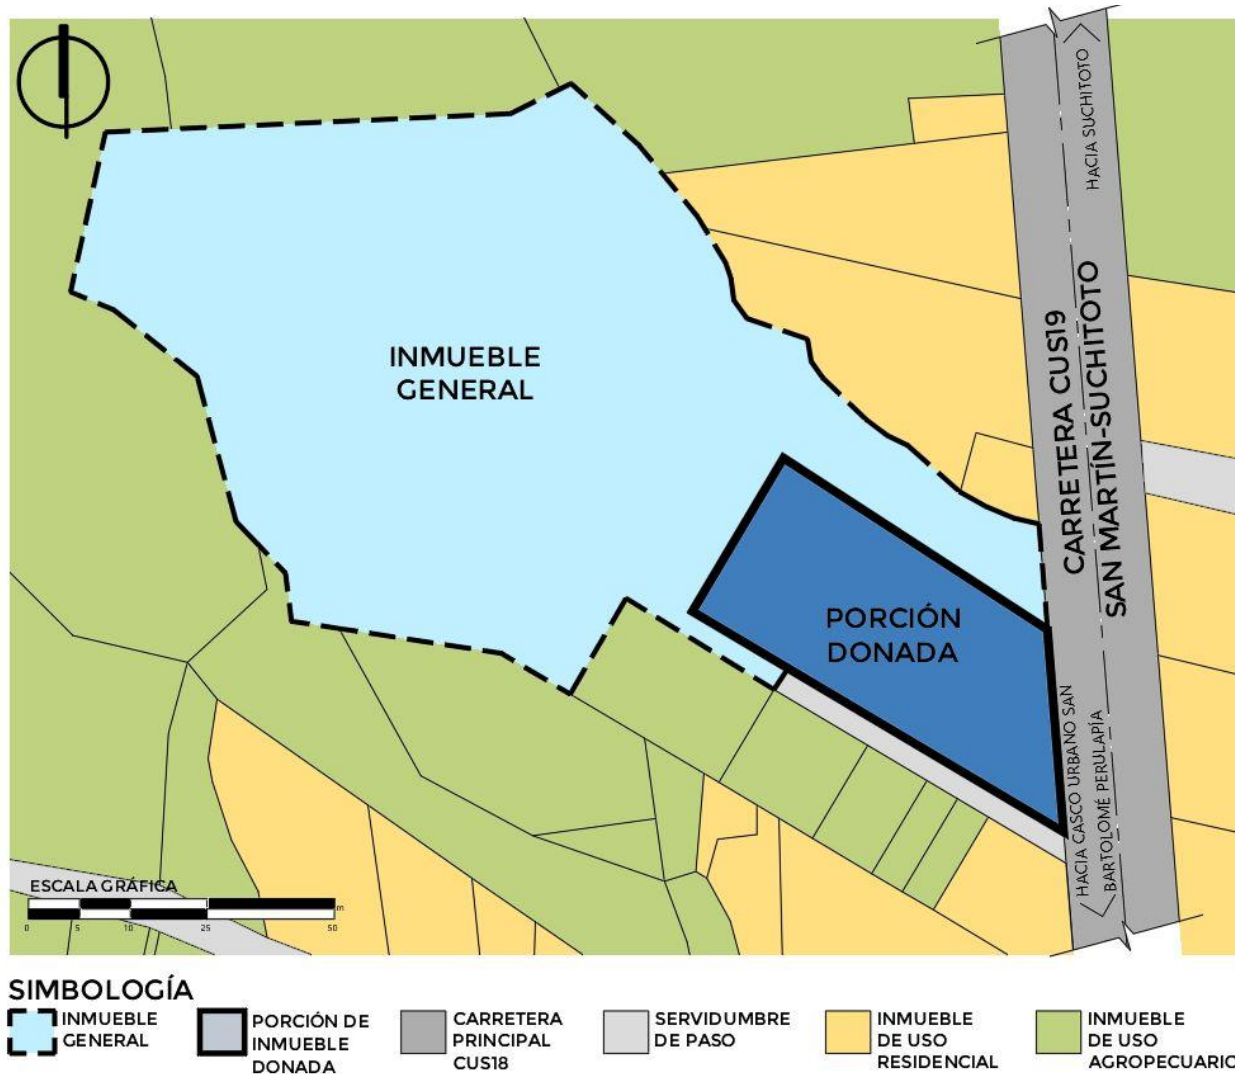 HACIA SUCHITOTO
CARRETERA CUS19
SAN MARTÍN-SUCHITOTO
INMUEBLE
GENERAL
PORCIÓN
DONADA
HACIA CASCO URBANO SAN
BARTOLOMÉ PERULAPÍA
ESCALA GRÁFICA
m
0 5 10 25 50
SIMBOLOGÍA
INMUEBLE
GENERAL
PORCIÓN DE
INMUEBLE
DONADA
CARRETERA
PRINCIPAL
CUS18
SERVIDUMBRE
DE PASO
INMUEBLE
DE USO
RESIDENCIAL
INMUEBLE
DE USO
AGROPECUARIO